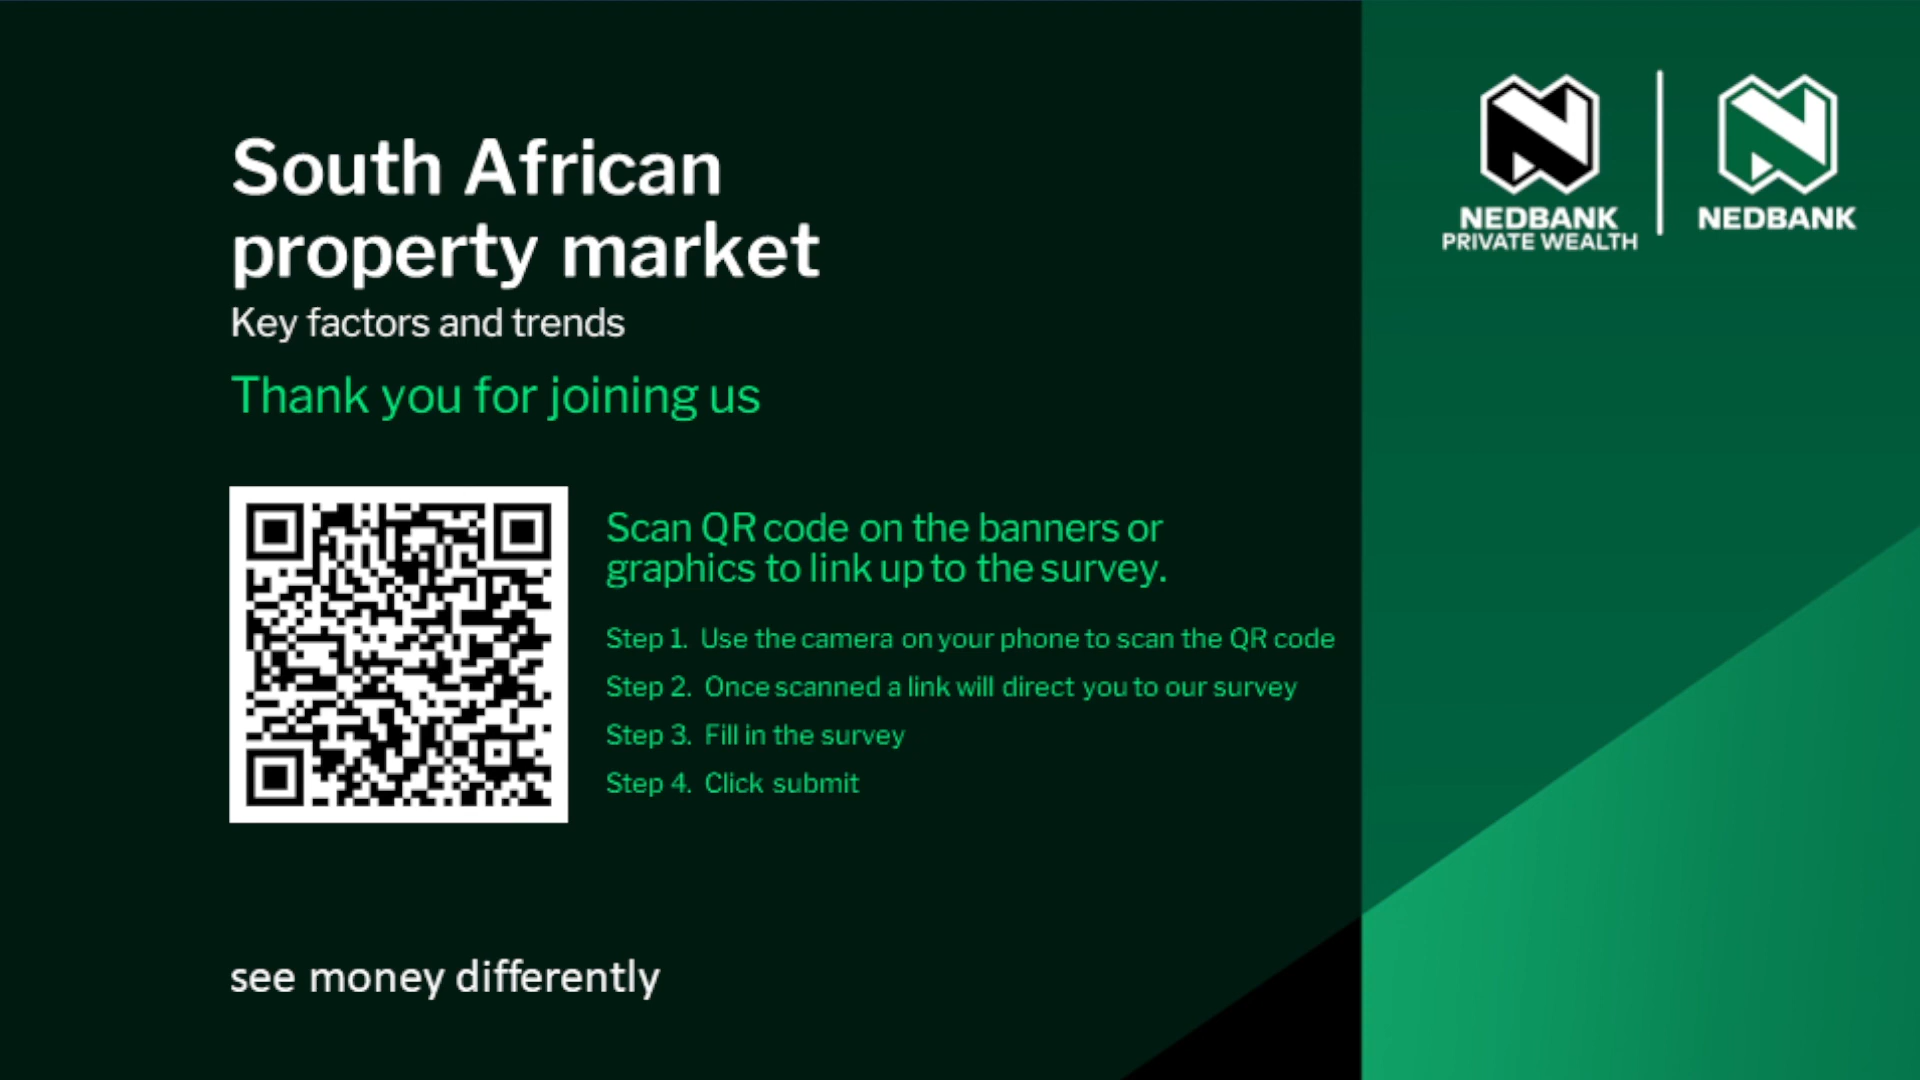 South African
property market
Key factors and trends
Thank you for joining us
Scan QR code on the banners or
graphics to link up to the survey.
Step 1. Use the camera on your phone to scan the QR code
Step 2. Once scanned a link will direct you to our survey
Step 3. Fill in the survey
Step 4. Click submit
see money differently
NEDBANK
PRIVATE WEALTH
NEDBANK